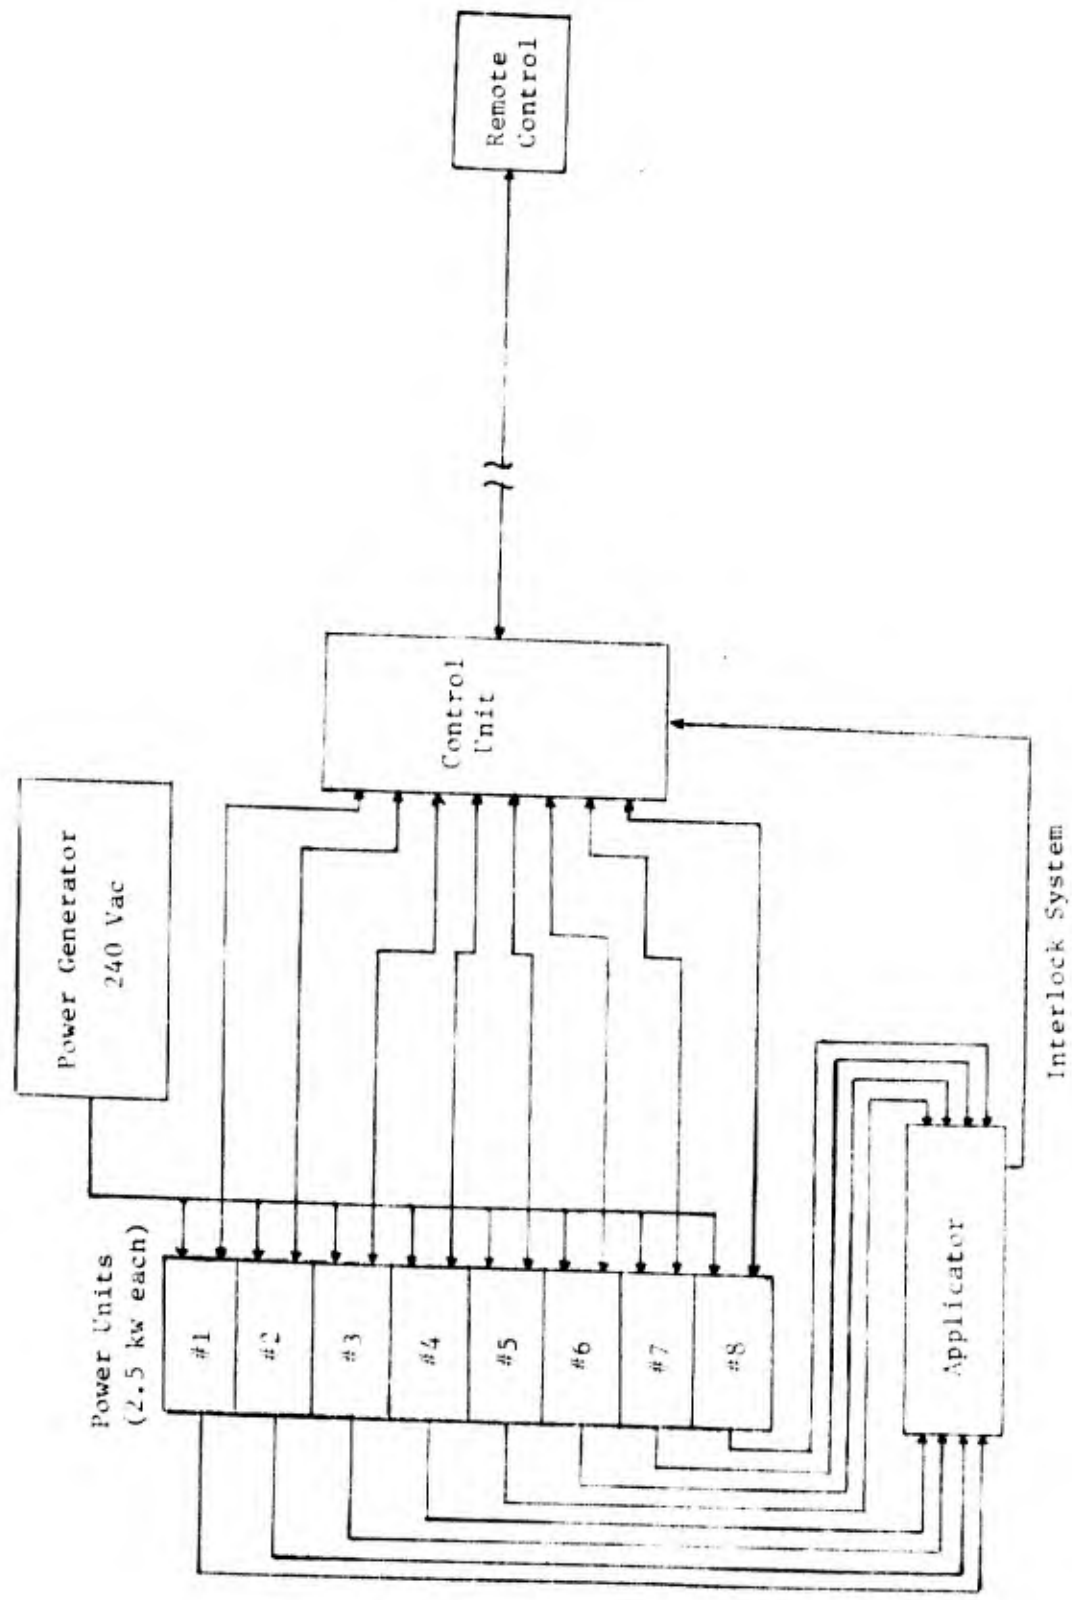 Power Generator
240 Vac
Power Units
(2.5 kw each)
#1
#2
#3
#4
#5
#6
#7
#8
Control
Unit
Remote
Control
Applicator
Interlock System